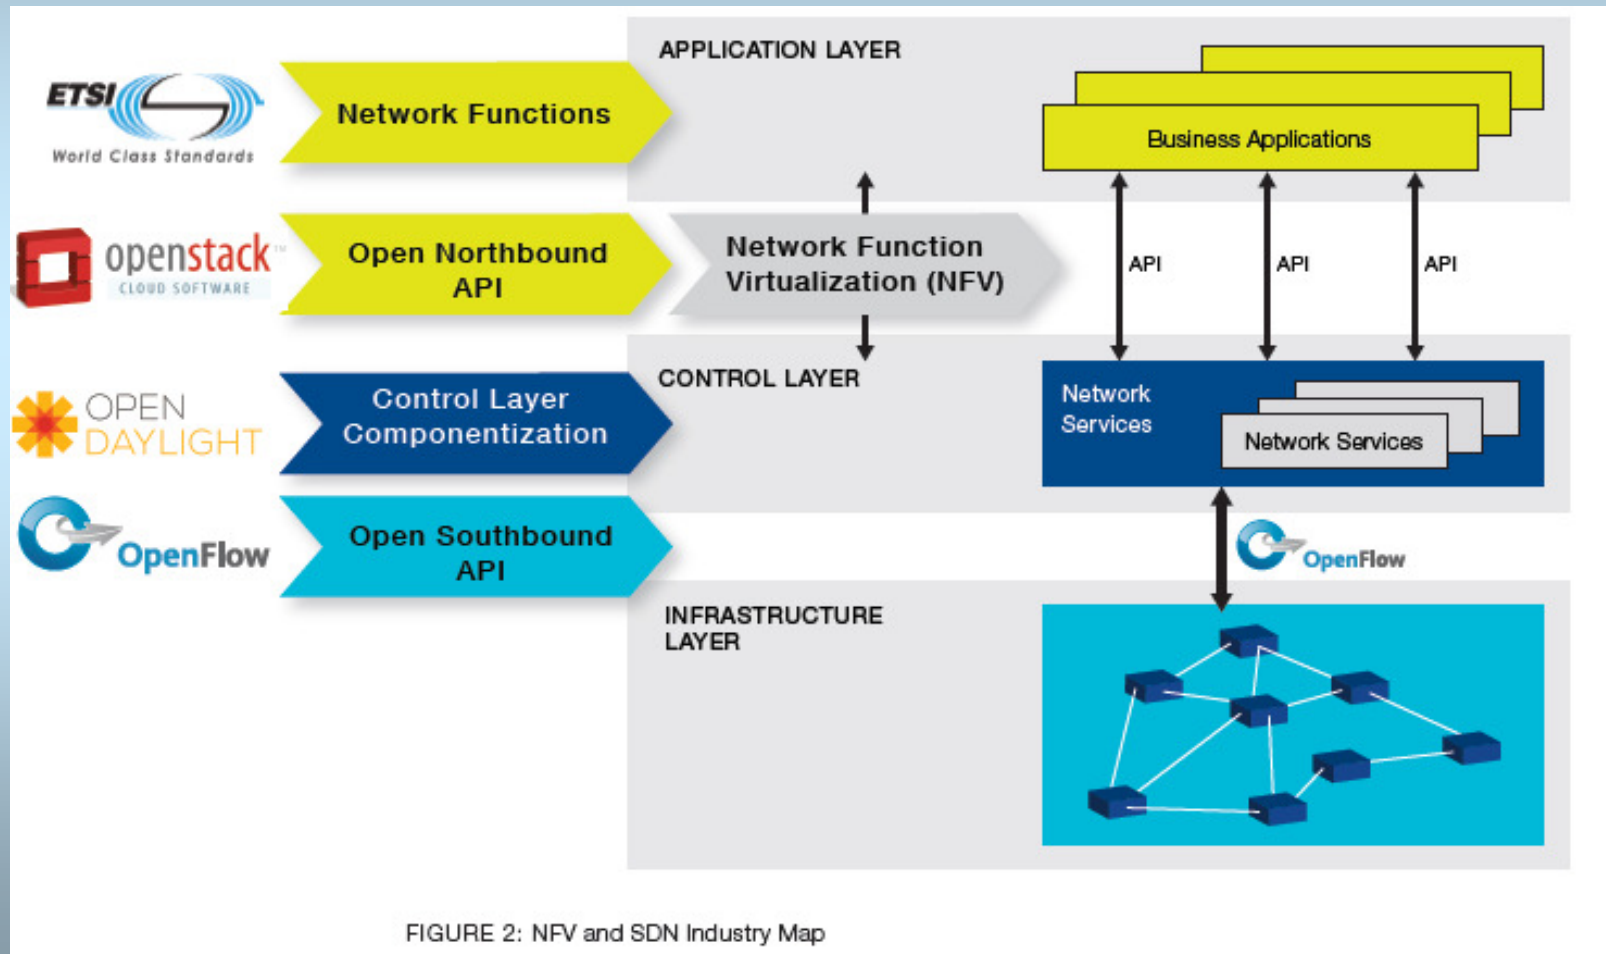 APPLICATION LAYER
ETSI
World Class Standards
Network Functions
Business Applications
openstack™
CLOUD SOFTWARE
Open Northbound
API
Network Function
Virtualization (NFV)
API
API
API
OPEN
DAYLIGHT
Control Layer
Componentization
CONTROL LAYER
Network
Services
Network Services
OpenFlow
Open Southbound
API
OpenFlow
INFRASTRUCTURE
LAYER
FIGURE 2: NFV and SDN Industry Map